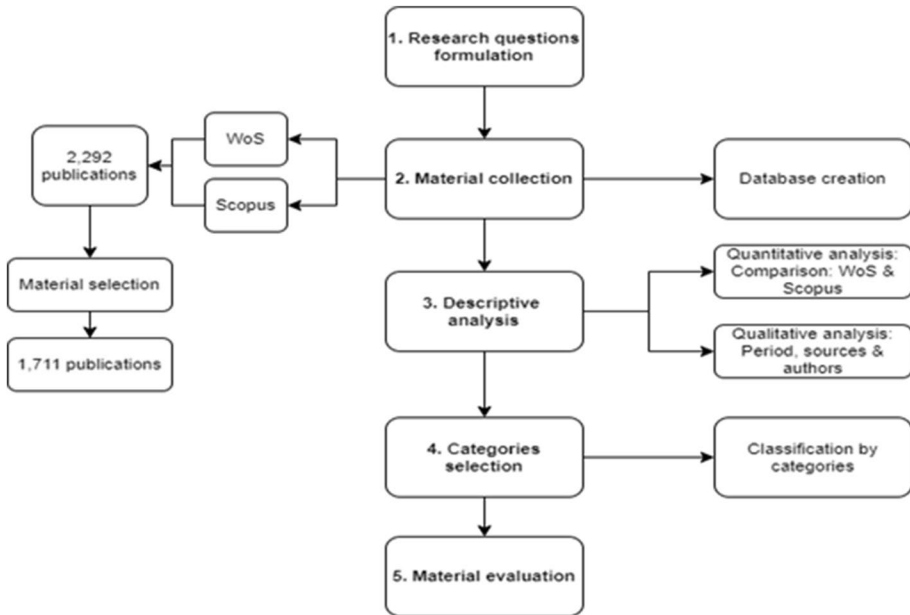 1. Research questions
formulation
WoS
2,292
publications
2. Material collection
Database creation
Scopus
Material selection
1,711 publications
Quantitative analysis:
Comparison: WoS &
Scopus
3. Descriptive
analysis
Qualitative analysis:
Period, sources &
authors
4. Categories
selection
Classification by
categories
5. Material evaluation